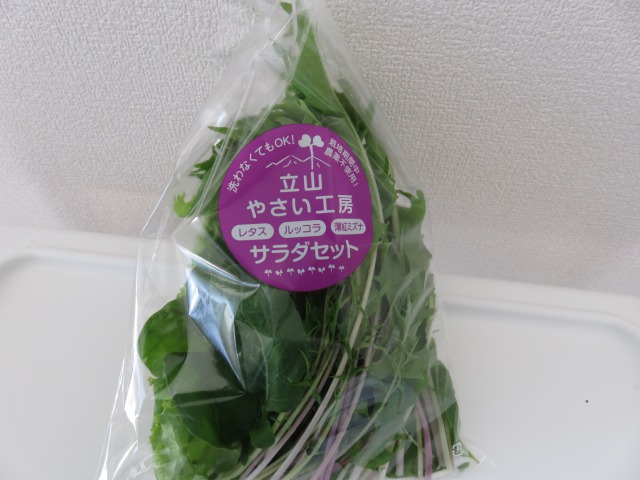 洗わなくてもOK!
栽培期間中
農薬不使用!
立山
やさい工房
レタス ルッコラ 薄紅ミズナ
サラダセット